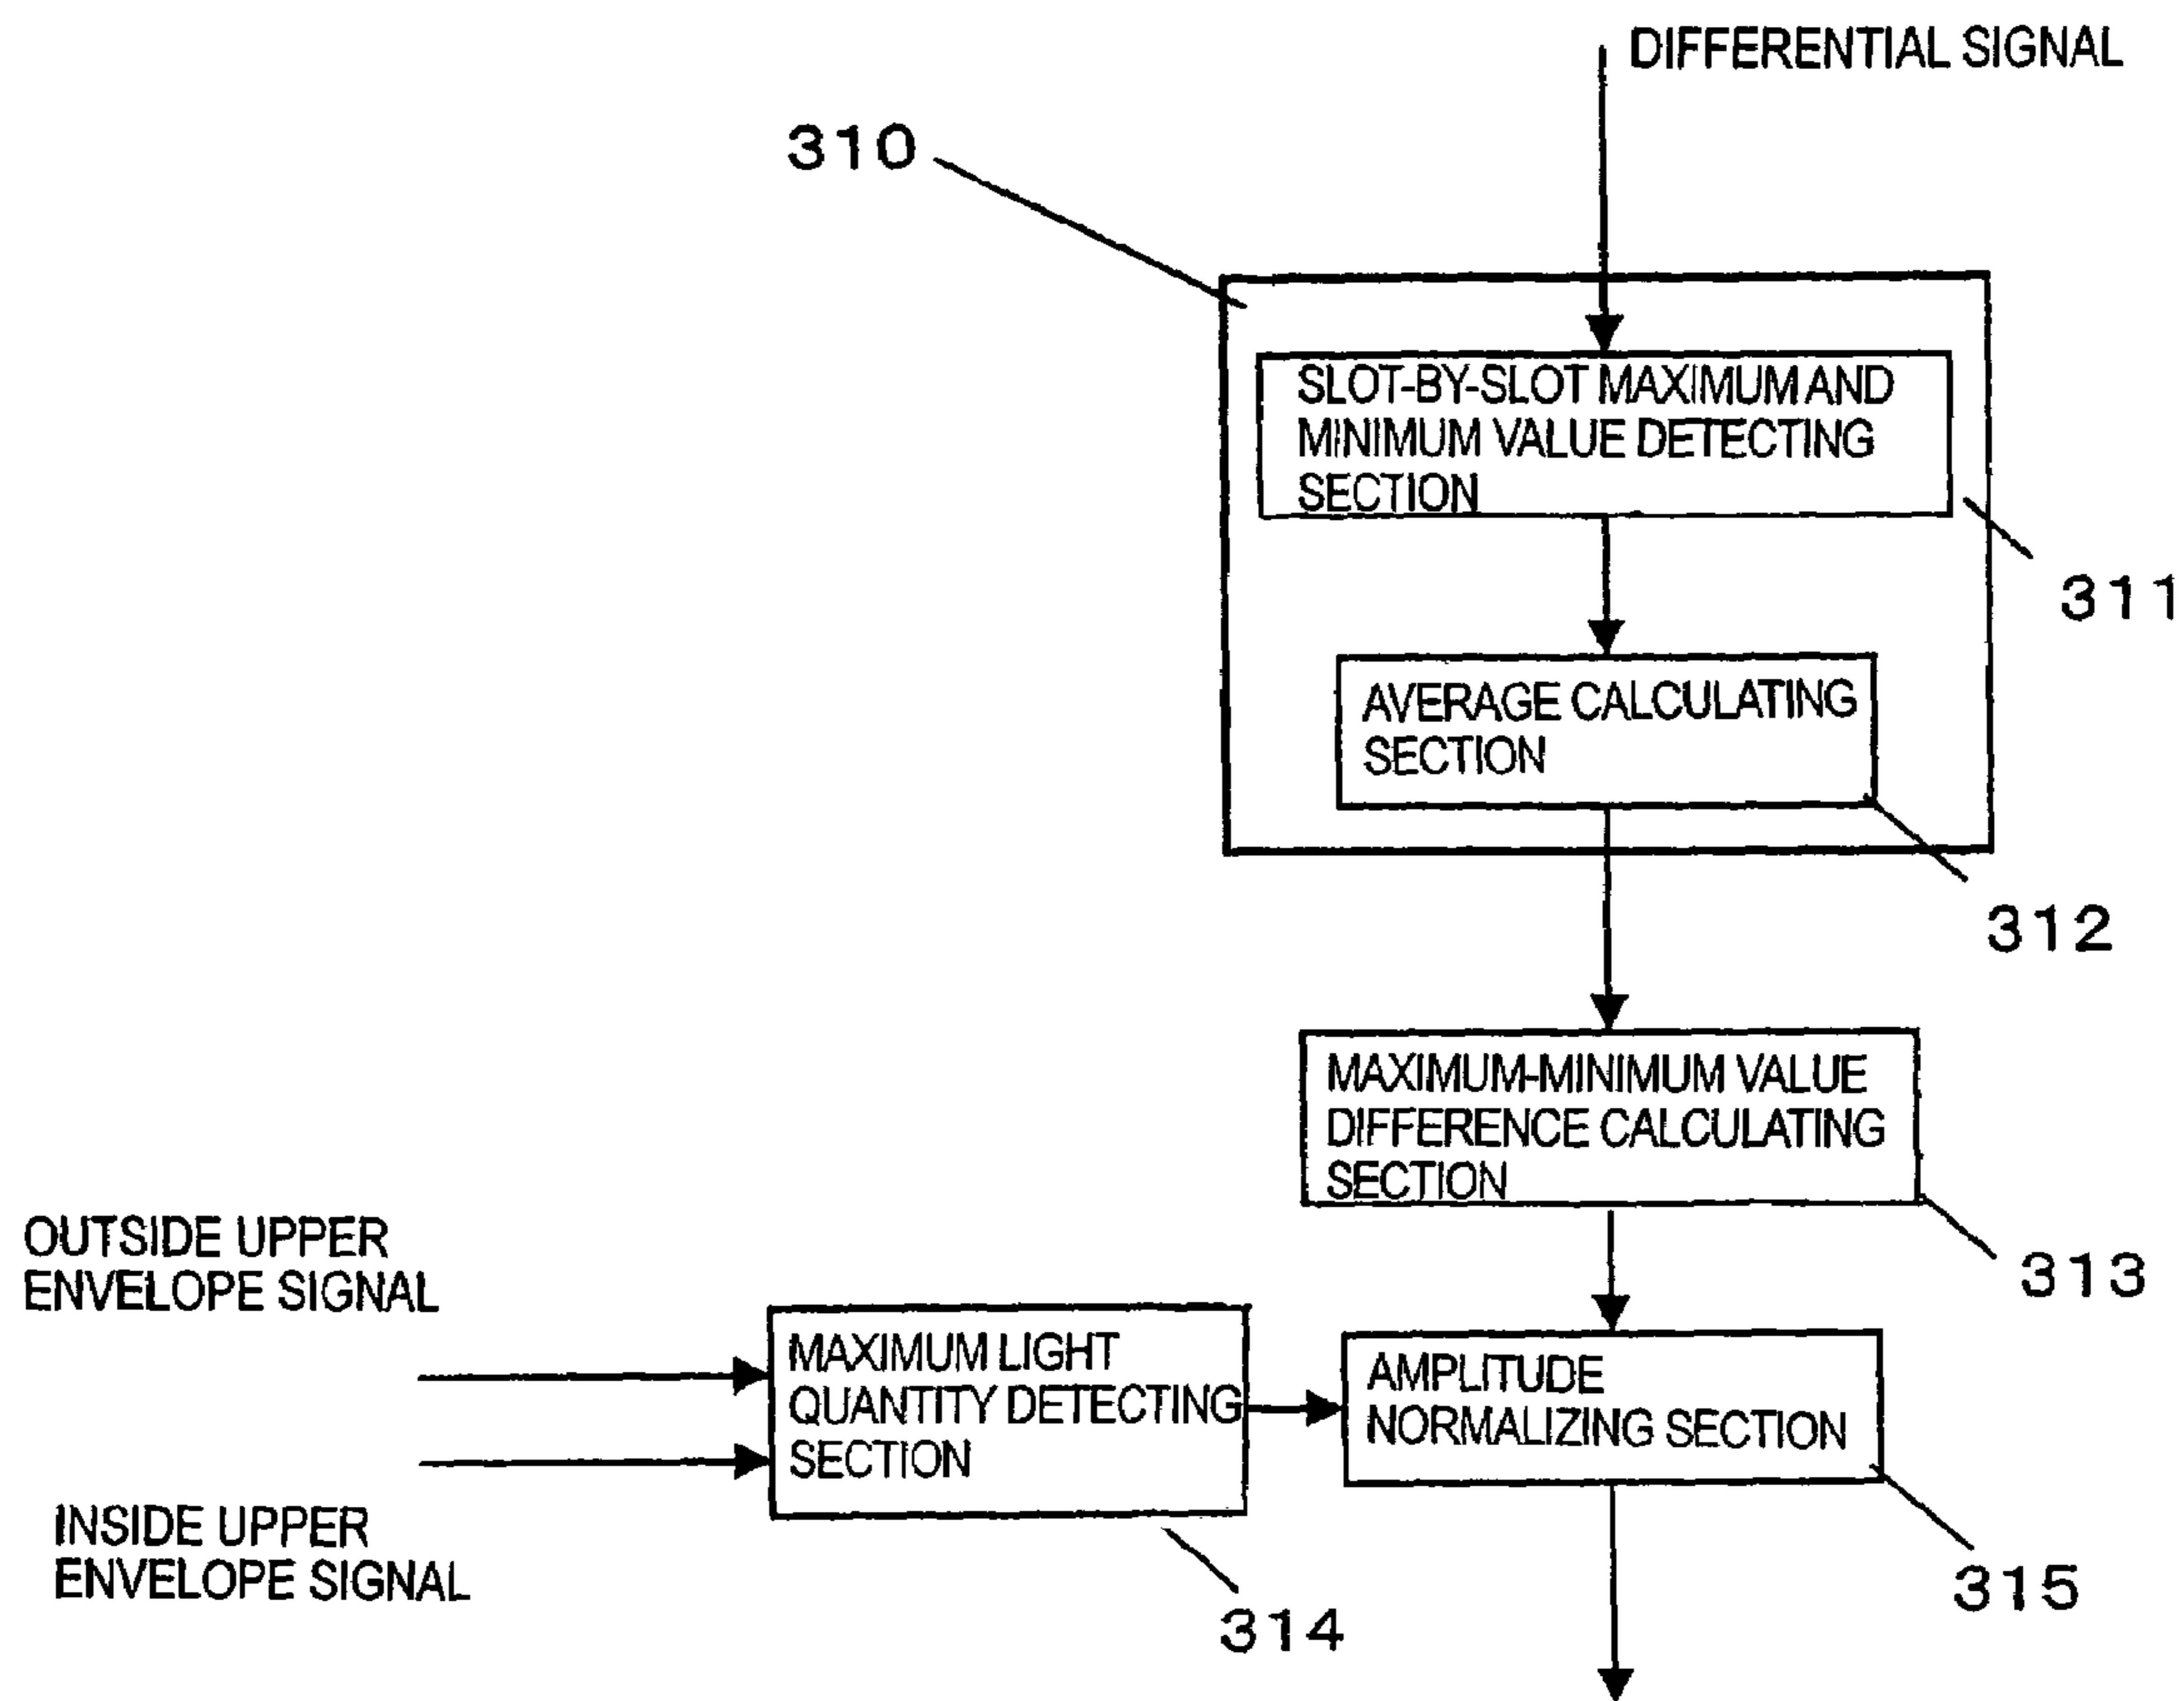 DIFFERENTIAL SIGNAL
310
SLOT-BY-SLOT MAXIMUM AND
MINIMUM VALUE DETECTING
SECTION
311
AVERAGE CALCULATING
SECTION
312
MAXIMUM-MINIMUM VALUE
DIFFERENCE CALCULATING
SECTION
313
OUTSIDE UPPER
ENVELOPE SIGNAL
MAXIMUM LIGHT
QUANTITY DETECTING
SECTION
AMPLITUDE
NORMALIZING SECTION
INSIDE UPPER
ENVELOPE SIGNAL
314
315